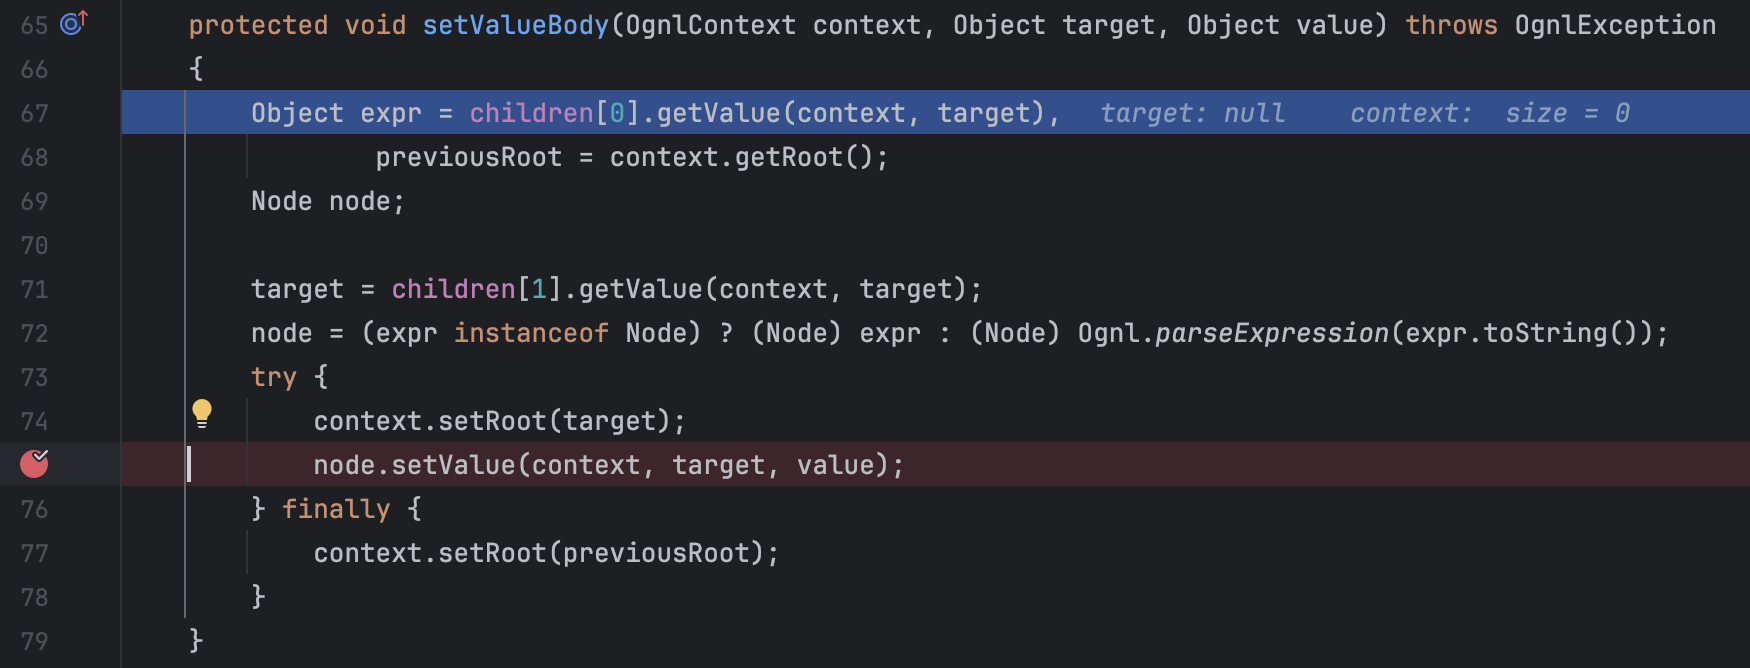 65 protected void setValueBody(OgnlContext context, Object target, Object value) throws OgnlException
66 {
67 Object expr = children[0].getValue(context, target), target: null context: size = 0
68 previousRoot = context.getRoot();
69 Node node;
70
71 target = children[1].getValue(context, target);
72 node = (expr instanceof Node) ? (Node) expr : (Node) Ognl.parseExpression(expr.toString());
73 try {
74 context.setRoot(target);
node.setValue(context, target, value);
76 } finally {
77 context.setRoot(previousRoot);
78 }
79 }